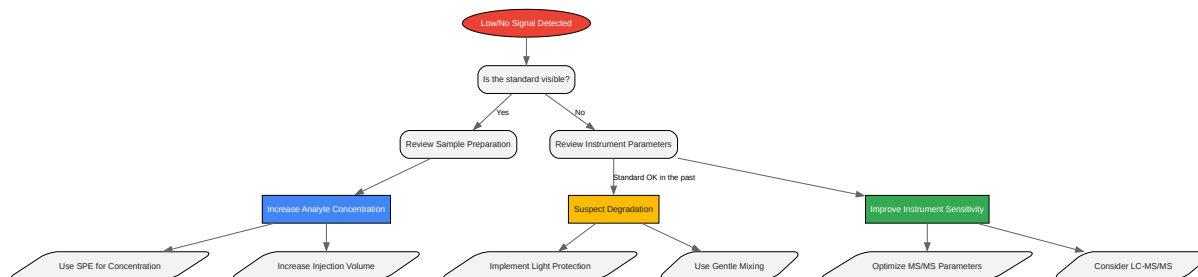 Low/No Signal Detected
Is the standard visible?
Yes
No
Review Sample Preparation
Review Instrument Parameters
Standard OK in the past
Increase Analyte Concentration
Suspect Degradation
Improve Instrument Sensitivity
Use SPE for Concentration
Increase Injection Volume
Implement Light Protection
Use Gentle Mixing
Optimize MS/MS Parameters
Consider LC-MS/MS